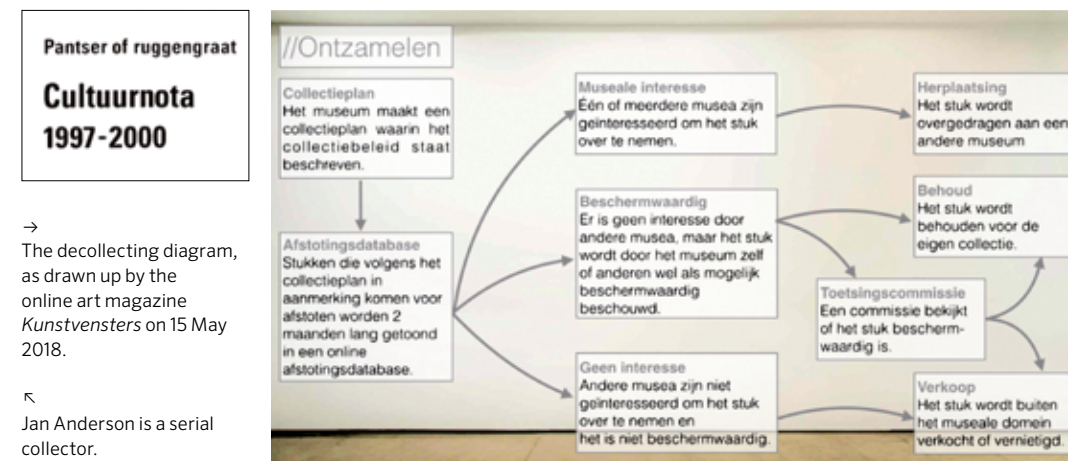 Pantser of ruggengraat
Cultuurnota
1997-2000
→
The decollecting diagram,
as drawn up by the
online art magazine
Kunstvensters on 15 May
2018.
↖
Jan Anderson is a serial
collector.
//Ontzamelen
Collectieplan
Het museum maakt een
collectieplan waarin het
collectiebeleid staat
beschreven.
Afstotingsdatabase
Stukken die volgens het
collectieplan in
aanmerking komen voor
afstoten worden 2
maanden lang getoond
in een online
afstotingsdatabase.
Museale interesse
Één of meerdere musea zijn
geïnteresseerd om het stuk
over te nemen.
Beschermwaardig
Er is geen interesse door
andere musea, maar het stuk
wordt door het museum zelf
of anderen wel als mogelijk
beschermwaardig
beschouwd.
Geen interesse
Andere musea zijn niet
geïnteresseerd om het stuk
over te nemen en
het is niet beschermwaardig.
Toetsingscommissie
Een commissie bekijkt
of het stuk bescherm-
waardig is.
Herplaatsing
Het stuk wordt
overgedragen aan een
andere museum
Behoud
Het stuk wordt
behouden voor de
eigen collectie.
Verkoop
Het stuk wordt buiten
het museale domein
verkocht of vernietigd.